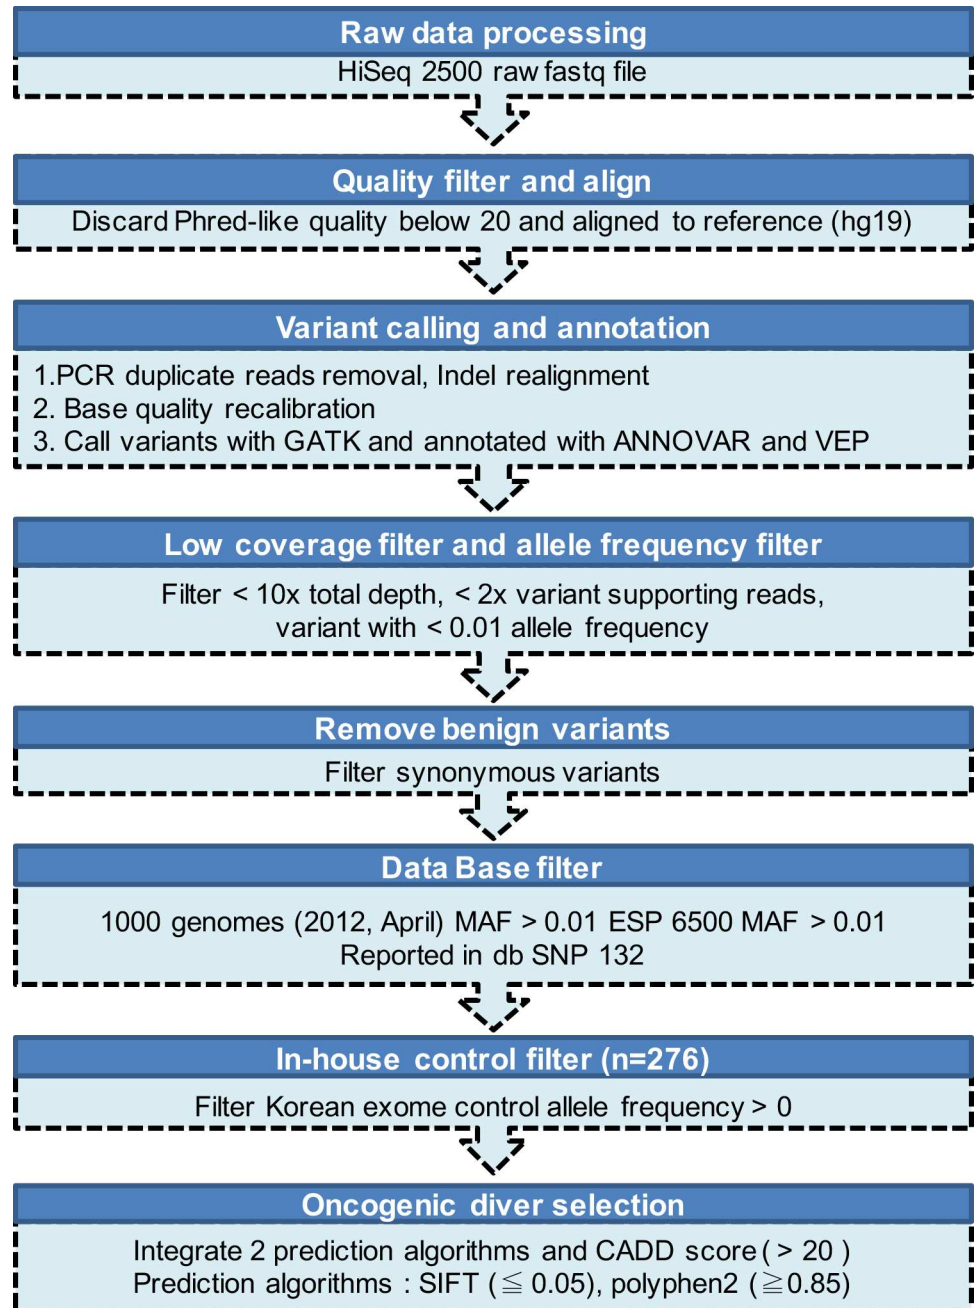 Raw data processing
HiSeq 2500 raw fastq file
Quality filter and align
Discard Phred-like quality below 20 and aligned to reference (hg19)
Variant calling and annotation
1.PCR duplicate reads removal, Indel realignment
2. Base quality recalibration
3. Call variants with GATK and annotated with ANNOVAR and VEP
Low coverage filter and allele frequency filter
Filter < 10x total depth, < 2x variant supporting reads,
variant with < 0.01 allele frequency
Remove benign variants
Filter synonymous variants
Data Base filter
1000 genomes (2012, April) MAF > 0.01 ESP 6500 MAF > 0.01
Reported in db SNP 132
In-house control filter (n=276)
Filter Korean exome control allele frequency > 0
Oncogenic diver selection
Integrate 2 prediction algorithms and CADD score ( > 20 )
Prediction algorithms : SIFT (≦ 0.05), polyphen2 (≧0.85)